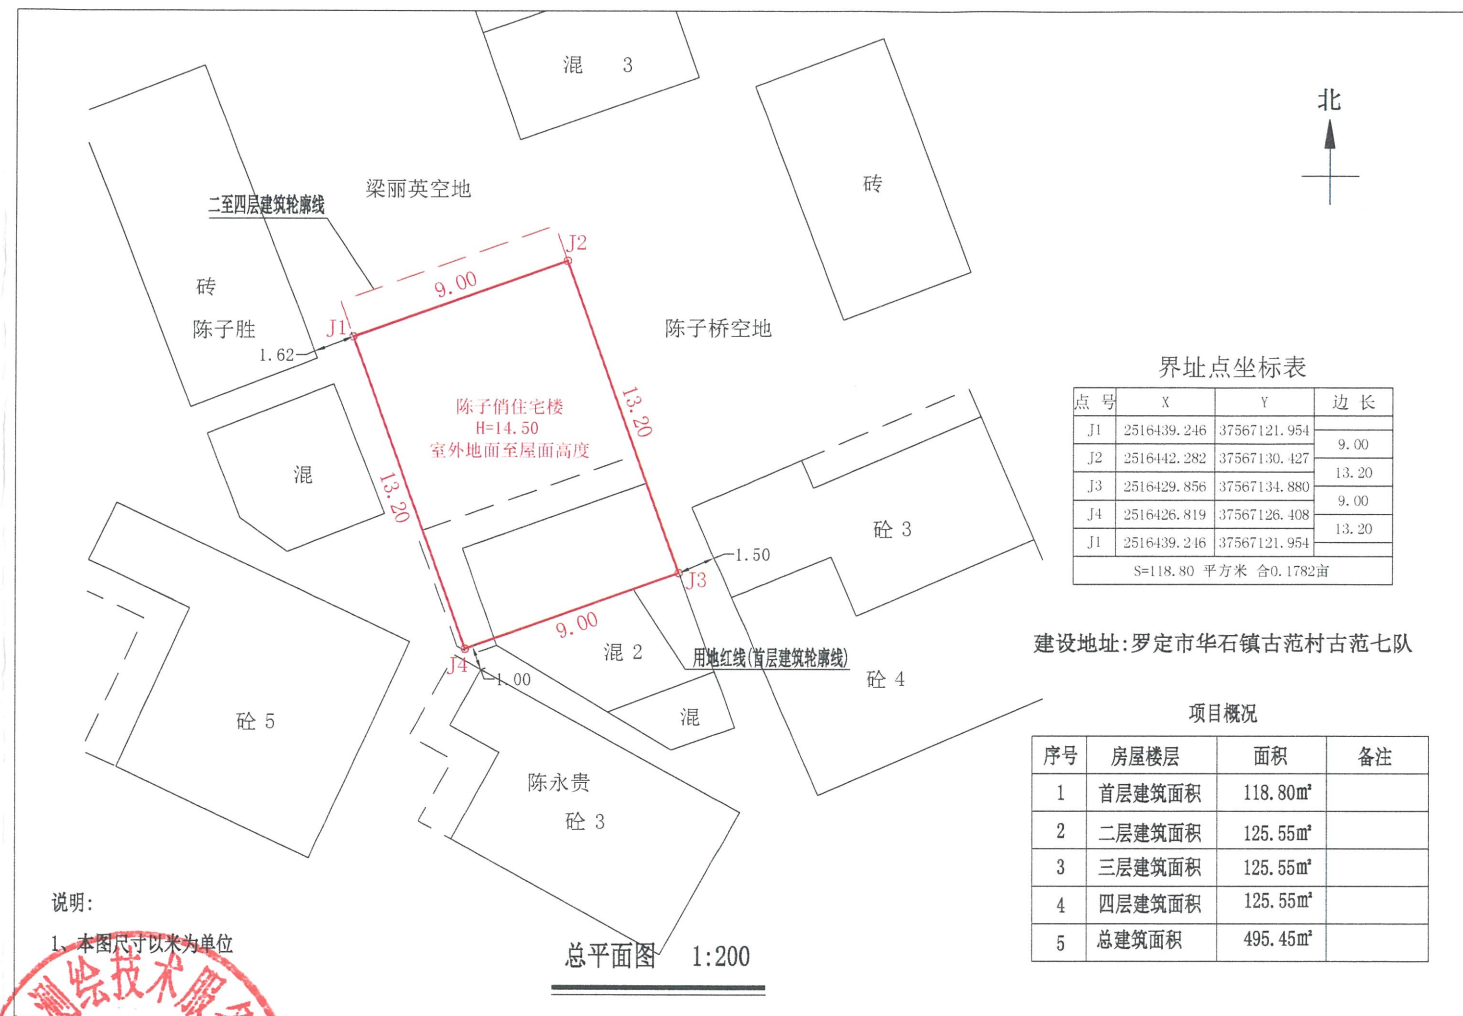 混 3
北
砖
梁丽英空地
二至四层建筑轮廓线
J2
9.00
砖
陈子胜
J1
陈子桥空地
1.62
界址点坐标表
点 号 X Y 边 长
J1 2516439.246 37567121.954
9.00
J2 2516442.282 37567130.427
13.20
J3 2516429.856 37567134.880
9.00
J4 2516426.819 37567126.408
13.20
J1 2516439.246 37567121.954
S=118.80 平方米 合0.1782亩
陈子俏住宅楼
H=14.50
室外地面至屋面高度
13.20
13.20
混
砼 3
1.50
J3
9.00
建设地址:罗定市华石镇古范村古范七队
混 2
用地红线(首层建筑轮廓线)
J4
1.00
砼 4
混
砼 5
项目概况
序号 房屋楼层 面积 备注
1 首层建筑面积 118.80m²
2 二层建筑面积 125.55m²
3 三层建筑面积 125.55m²
4 四层建筑面积 125.55m²
5 总建筑面积 495.45m²
陈永贵
砼 3
说明:
1、本图尺寸以米为单位
总平面图 1:200
测绘技术服务